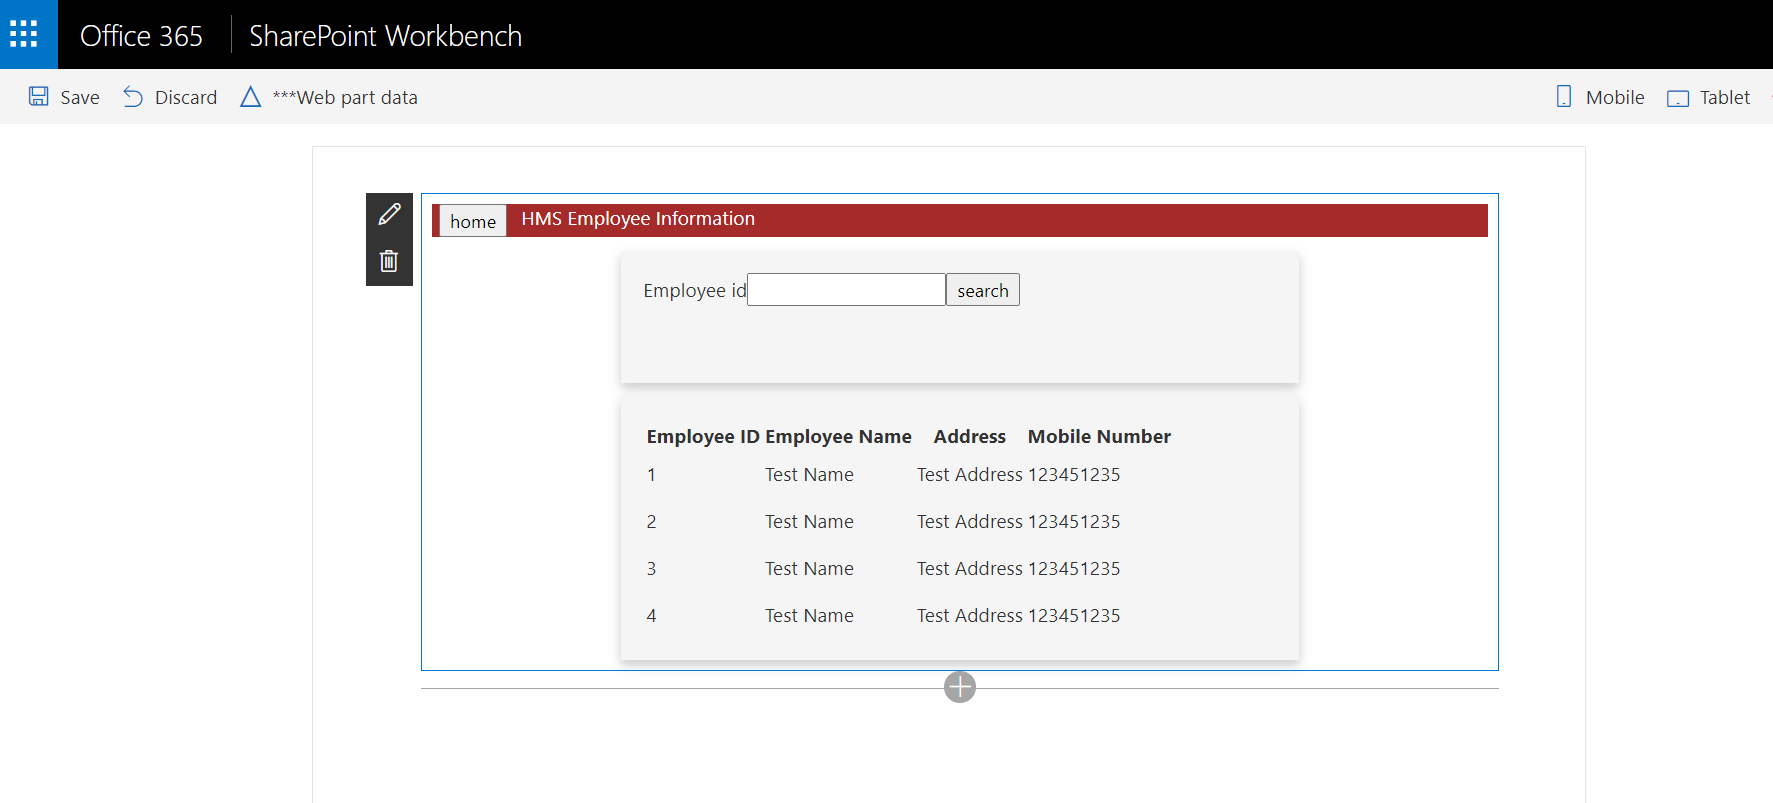 Office 365 SharePoint Workbench
Save Discard ***Web part data Mobile Tablet
home HMS Employee Information
Employee id search
Employee ID Employee Name Address Mobile Number
1 Test Name Test Address 123451235
2 Test Name Test Address 123451235
3 Test Name Test Address 123451235
4 Test Name Test Address 123451235